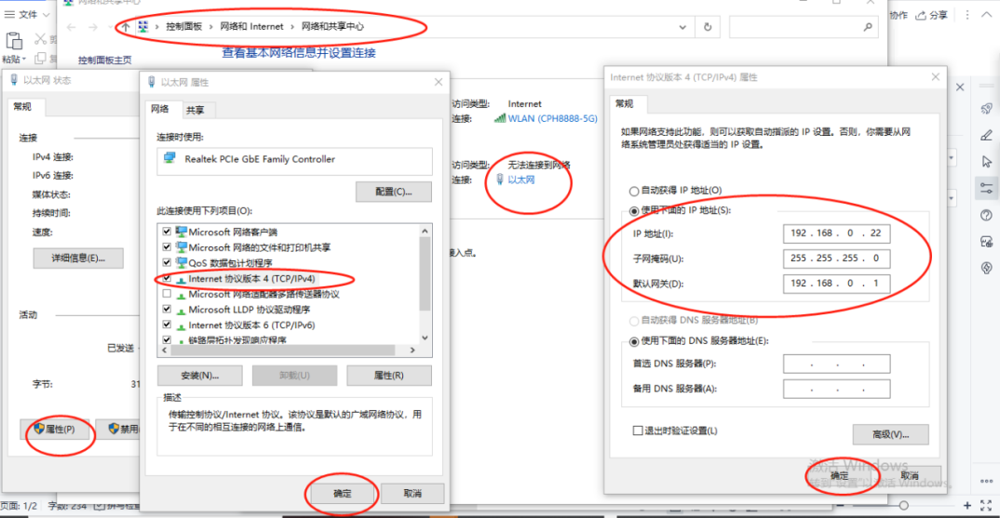 网络和共享中心
文件
控制面板 › 网络和 Internet › 网络和共享中心
协作 分享
粘贴
控制面板主页
查看基本网络信息并设置连接
以太网 状态
常规
连接
IPv4 连接:
IPv6 连接:
媒体状态:
持续时间:
速度:
详细信息(E)...
活动
已发送
字节:
31
属性(P)
禁用
页面: 1/2 字数: 234 拼写检查
以太网 属性
网络 共享
连接时使用:
Realtek PCIe GbE Family Controller
配置(C)...
此连接使用下列项目(O):
Microsoft 网络客户端
Microsoft 网络的文件和打印机共享
QoS 数据包计划程序
Internet 协议版本 4 (TCP/IPv4)
Microsoft 网络适配器多路传送器协议
Microsoft LLDP 协议驱动程序
Internet 协议版本 6 (TCP/IPv6)
链路层拓扑发现响应程序
安装(N)... 卸载(U) 属性(R)
描述
传输控制协议/Internet 协议。该协议是默认的广域网络协议，用
于在不同的相互连接的网络上通信。
确定 取消
访问类型: Internet
连接: WLAN (CPH8888-5G)
访问类型: 无法连接到网络
连接: 以太网
接入点。
Internet 协议版本 4 (TCP/IPv4) 属性
常规
如果网络支持此功能，则可以获取自动指派的 IP 设置。否则，你需要从网
络系统管理员处获得适当的 IP 设置。
自动获得 IP 地址(O)
使用下面的 IP 地址(S):
IP 地址(I): 192 . 168 . 0 . 22
子网掩码(U): 255 . 255 . 255 . 0
默认网关(D): 192 . 168 . 0 . 1
自动获得 DNS 服务器地址(B)
使用下面的 DNS 服务器地址(E):
首选 DNS 服务器(P): . . .
备用 DNS 服务器(A): . . .
退出时验证设置(L)
高级(V)...
激活 Windows
转到"设置"以激活 Windows。
确定 取消